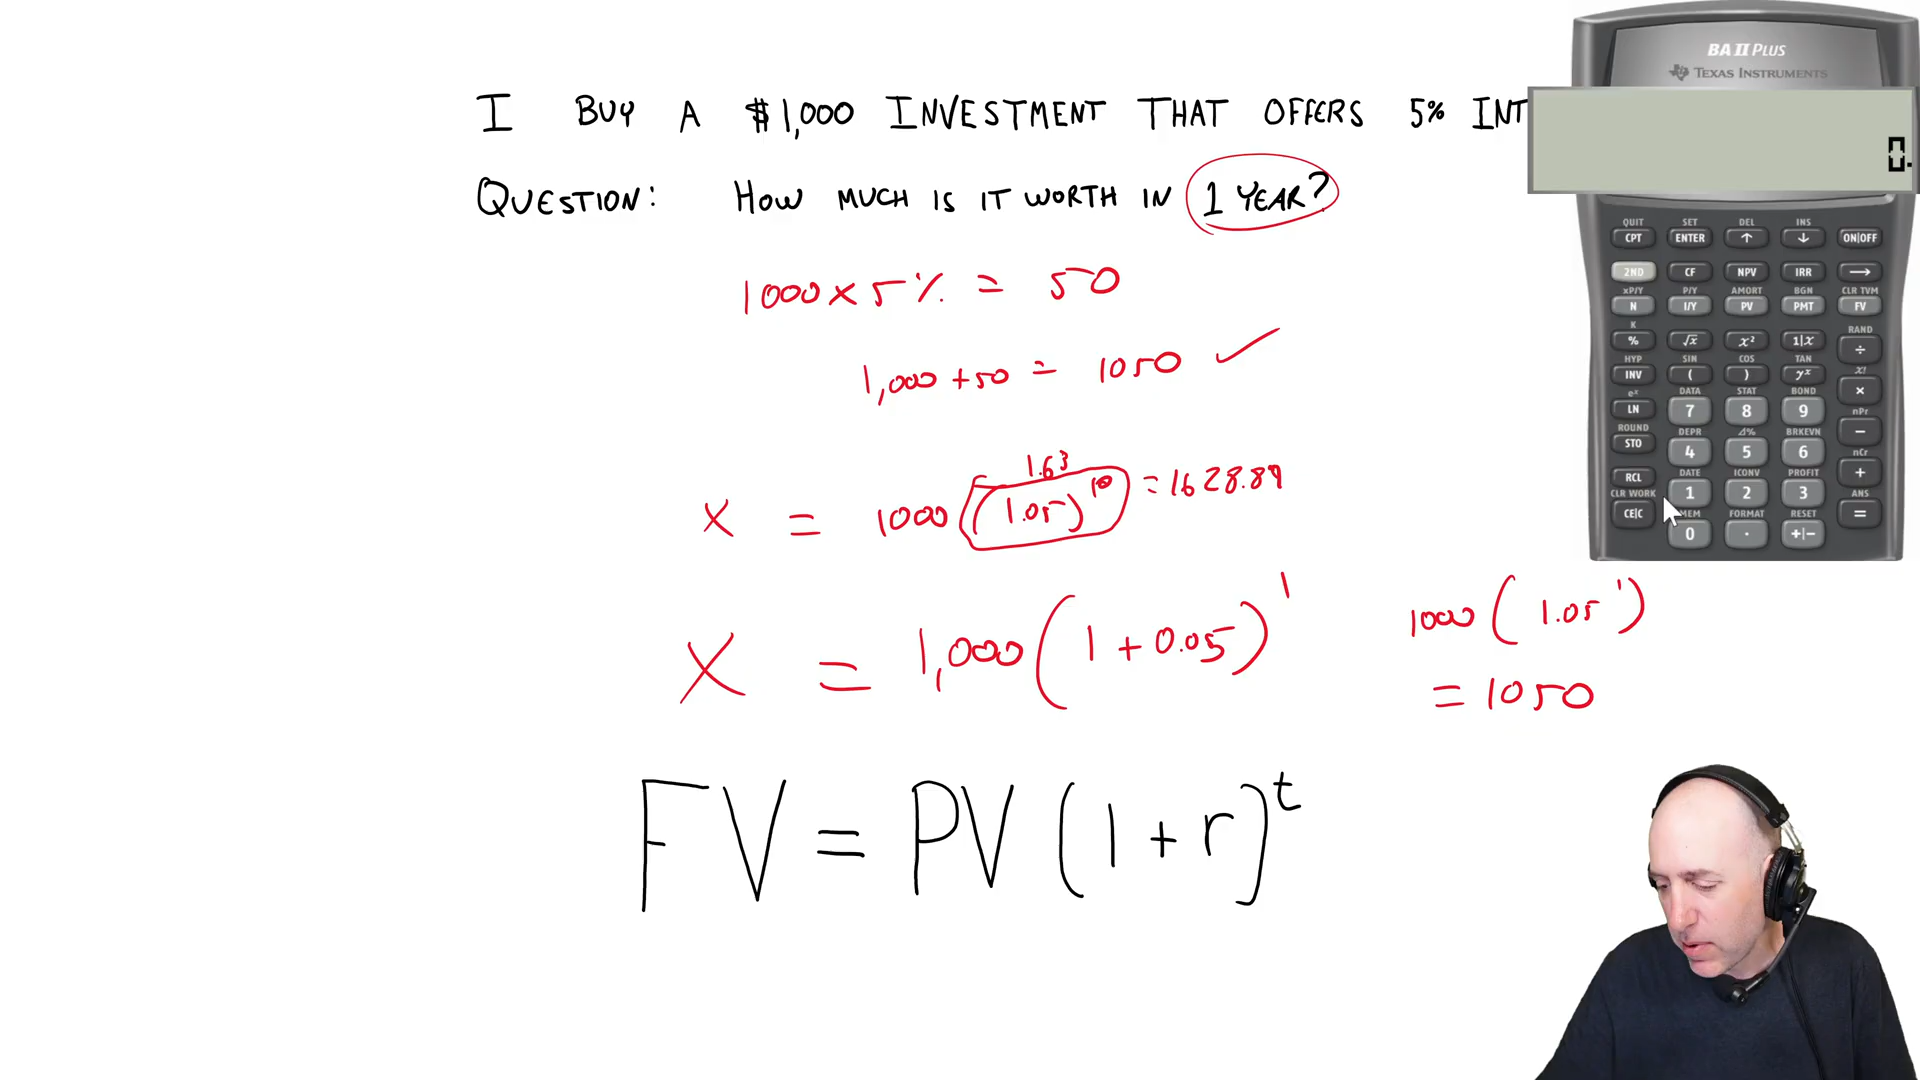 I BUY A $1,000 INVESTMENT THAT OFFERS 5% INT
QUESTION: HOW MUCH IS IT WORTH IN 1 YEAR?
1000 x 5% = 50
1,000 + 50 = 1050 ✓
1.63
X = 1000 (1.05)^10 = 1628.89
X = 1,000 (1 + 0.05)^1
1000 (1.05^1)
= 1050
FV = PV (1 + r)^t
BA II PLUS
TEXAS INSTRUMENTS
0.
QUIT SET DEL INS
CPT ENTER ↑ ↓ ON|OFF
2ND CF NPV IRR →
xP/Y P/Y AMORT BGN CLR TVM
N I/Y PV PMT FV
K RAND
% √x x² 1|x ÷
HYP SIN COS TAN x!
INV ( ) yˣ ×
eˣ DATA STAT BOND nPr
LN 7 8 9 −
ROUND DEPR Δ% BRKEVN nCr
STO 4 5 6 +
DATE ICONV PROFIT ANS
RCL 1 2 3 =
CLR WORK MEM FORMAT RESET
CE|C 0 . +|−